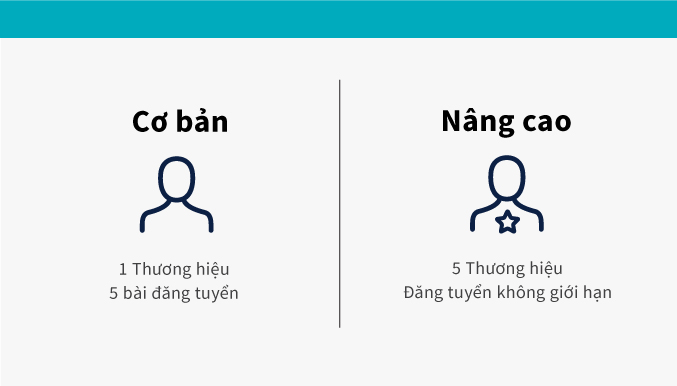 Cơ bản
1 Thương hiệu
5 bài đăng tuyển
Nâng cao
5 Thương hiệu
Đăng tuyển không giới hạn